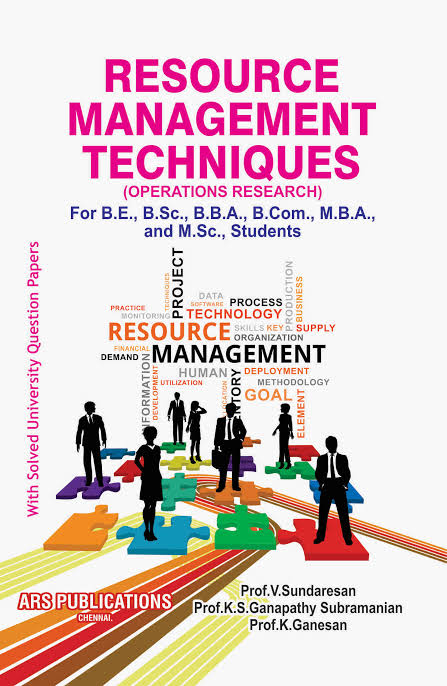 RESOURCE
MANAGEMENT
TECHNIQUES
(OPERATIONS RESEARCH)
For B.E., B.Sc., B.B.A., B.Com., M.B.A.,
and M.Sc., Students
With Solved University Question Papers
TECHNIQUES
PROJECT
DATA
SOFTWARE
PROCESS
PRODUCTION
BUSINESS
PRACTICE
MONITORING
TECHNOLOGY
RESOURCE
SKILLS KEY SUPPLY
ORGANIZATION
FINANCIAL
DEMAND
MANAGEMENT
INFORMATION
DEVELOPMENT
HUMAN
UTILIZATION
DEPLOYMENT
METHODOLOGY
GOAL
ELEMENT
Prof.V.Sundaresan
Prof.K.S.Ganapathy Subramanian
Prof.K.Ganesan
ARS PUBLICATIONS
CHENNAI.